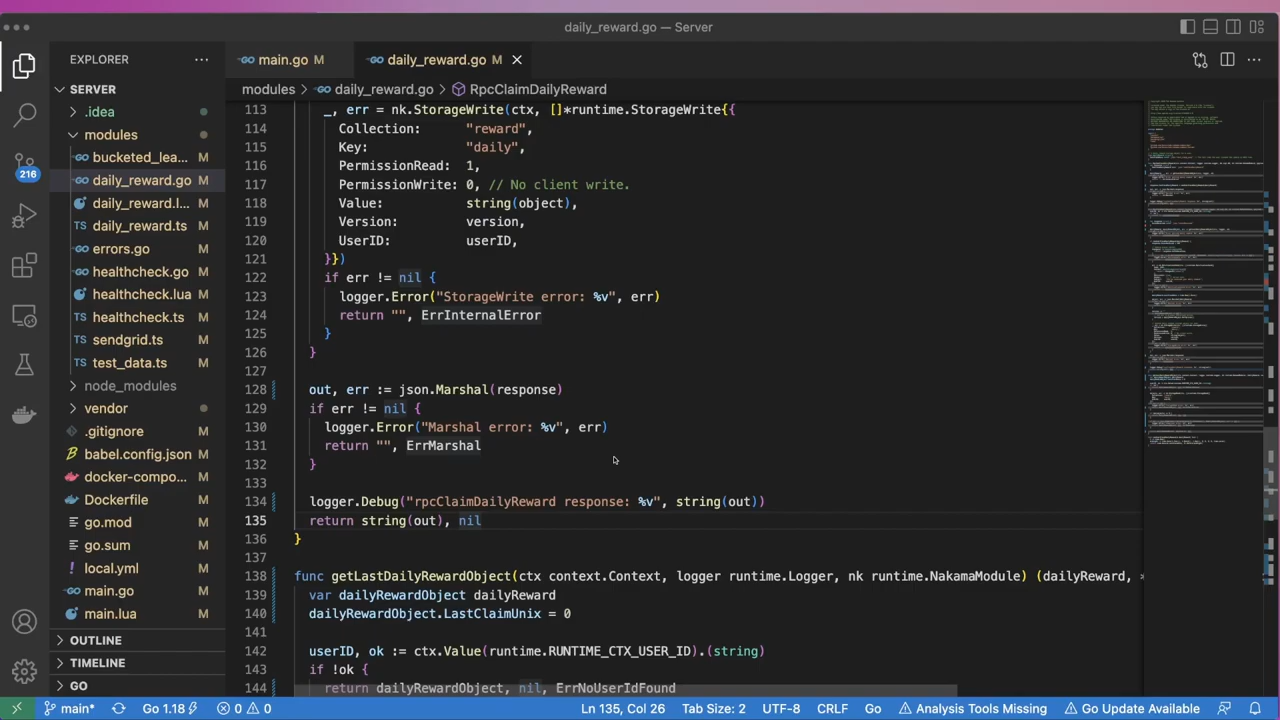 daily_reward.go — Server
EXPLORER
SERVER
.idea
modules
bucketed_lea... M
daily_reward.go M
daily_reward.l... M
daily_reward.ts M
errors.go M
healthcheck.go M
healthcheck.lua M
healthcheck.ts M
sendgrid.ts M
test_data.ts M
node_modules
vendor
.gitignore M
babel.config.json M
docker-compo... M
Dockerfile M
go.mod M
go.sum M
local.yml M
main.go M
main.lua M
OUTLINE
TIMELINE
GO
216
main.go M
daily_reward.go M
modules > daily_reward.go > RpcClaimDailyReward
113 _, err = nk.StorageWrite(ctx, []*runtime.StorageWrite{{
114 Collection: "reward",
115 Key: "daily",
116 PermissionRead: 1,
117 PermissionWrite: 0, // No client write.
118 Value: string(object),
119 Version: version,
120 UserID: userID,
121 }})
122 if err != nil {
123 logger.Error("StorageWrite error: %v", err)
124 return "", ErrInternalError
125 }
126 }
127
128 out, err := json.Marshal(response)
129 if err != nil {
130 logger.Error("Marshal error: %v", err)
131 return "", ErrMarshal
132 }
133
134 logger.Debug("rpcClaimDailyReward response: %v", string(out))
135 return string(out), nil
136 }
137
138 func getLastDailyRewardObject(ctx context.Context, logger runtime.Logger, nk runtime.NakamaModule) (dailyReward, *
139 var dailyRewardObject dailyReward
140 dailyRewardObject.LastClaimUnix = 0
141
142 userID, ok := ctx.Value(runtime.RUNTIME_CTX_USER_ID).(string)
143 if !ok {
144 return dailyRewardObject, nil, ErrNoUserIdFound
main* Go 1.18 0 0 Ln 135, Col 26 Tab Size: 2 UTF-8 CRLF Go Analysis Tools Missing Go Update Available